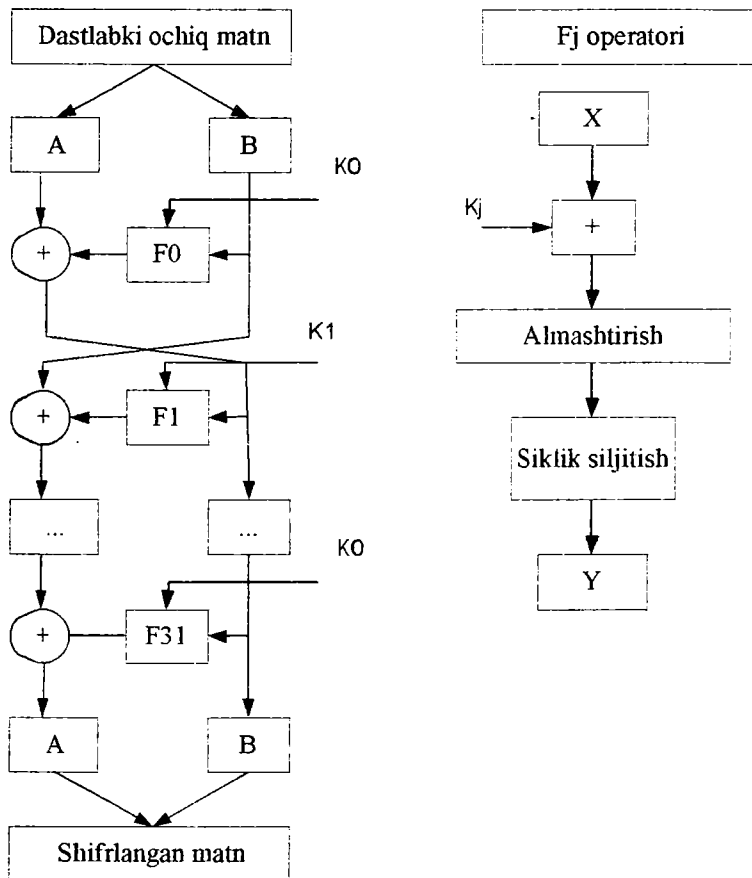 Dastlabki ochiq matn
A
B
K0
+
F0
K1
+
F1
...
...
K0
+
F31
A
B
Shifrlangan matn
Fj operatori
X
Kj
+
Almashtirish
Siklik siljitish
Y